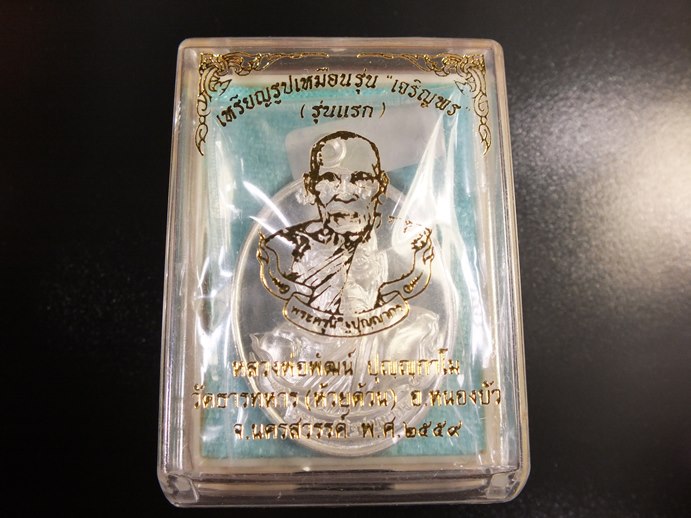 เหรียญรูปเหมือนรุ่น "เจริญพร"
(รุ่นแรก)
หลวงพ่อพัฒน์ ปุญฺญกาโม
วัดธารทหาร (ห้วยด้วน) อ.หนองบัว
จ.นครสวรรค์ พ.ศ.๒๕๕๙